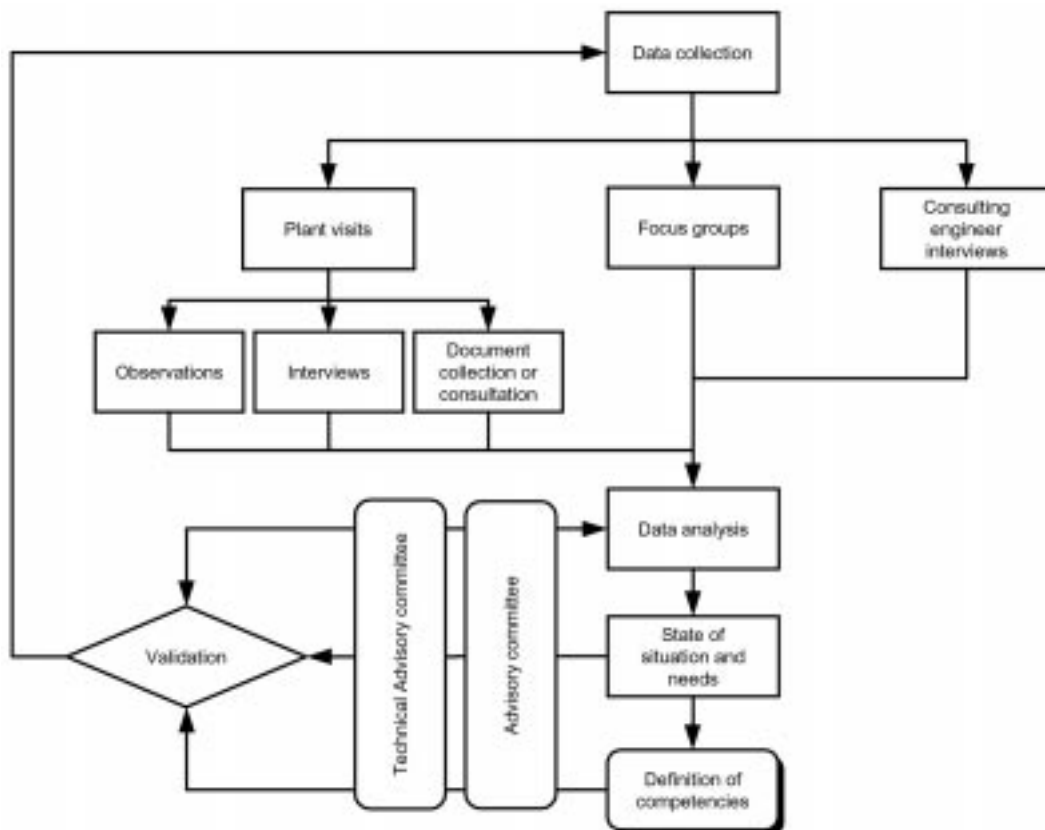 Data collection
Plant visits
Focus groups
Consulting
engineer
interviews
Observations
Interviews
Document
collection or
consultation
Data analysis
Technical Advisory committee
Advisory committee
Validation
State of
situation and
needs
Definition of
competencies